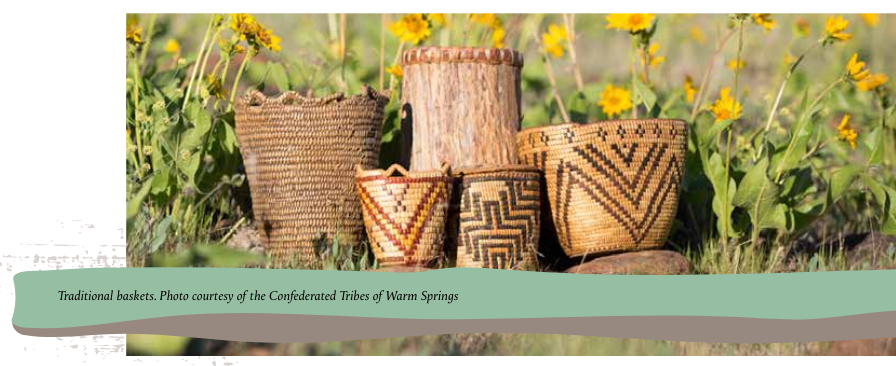 Traditional baskets. Photo courtesy of the Confederated Tribes of Warm Springs